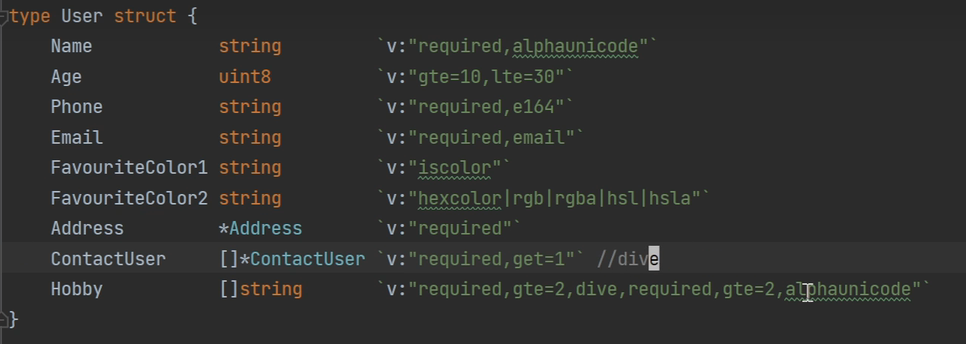 type User struct {
    Name            string          `v:"required,alphaunicode"`
    Age             uint8           `v:"gte=10,lte=30"`
    Phone           string          `v:"required,e164"`
    Email           string          `v:"required,email"`
    FavouriteColor1 string          `v:"iscolor"`
    FavouriteColor2 string          `v:"hexcolor|rgb|rgba|hsl|hsla"`
    Address         *Address        `v:"required"`
    ContactUser     []*ContactUser `v:"required,get=1"` //dive
    Hobby           []string        `v:"required,gte=2,dive,required,gte=2,alphaunicode"`
}